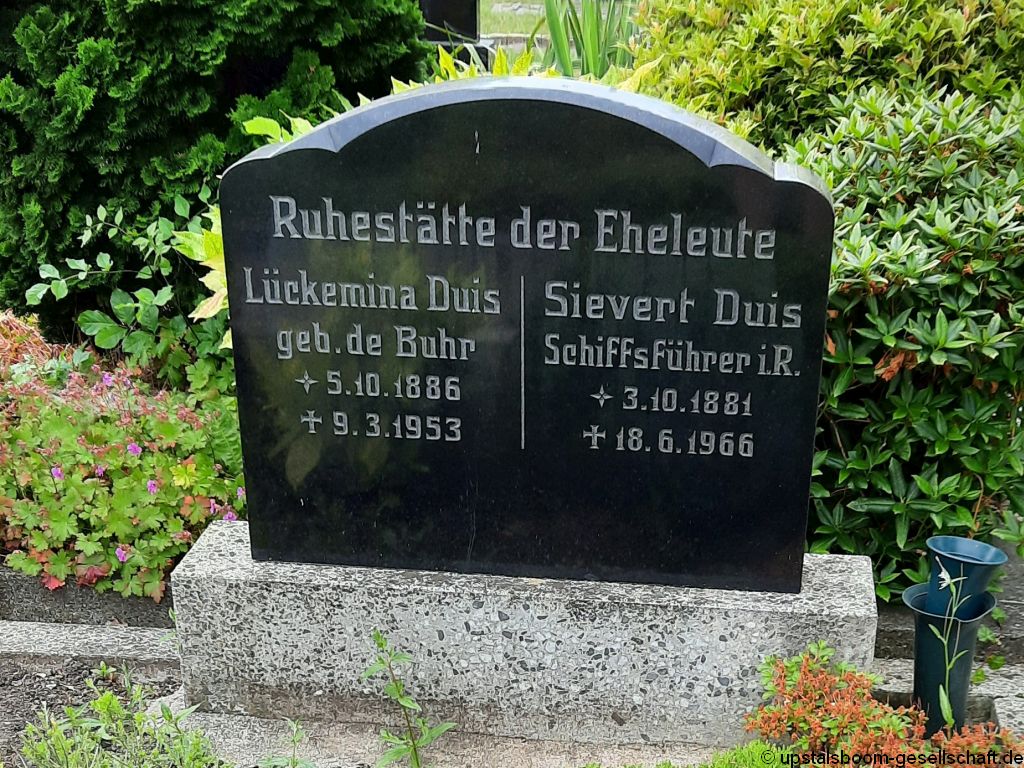 Ruhestätte der Eheleute
Lückemina Duis
geb. de Buhr
5.10.1886
9.3.1953
Sievert Duis
Schiffsführer i.R.
3.10.1881
18.6.1966
© upstalsboom-gesellschaft.de